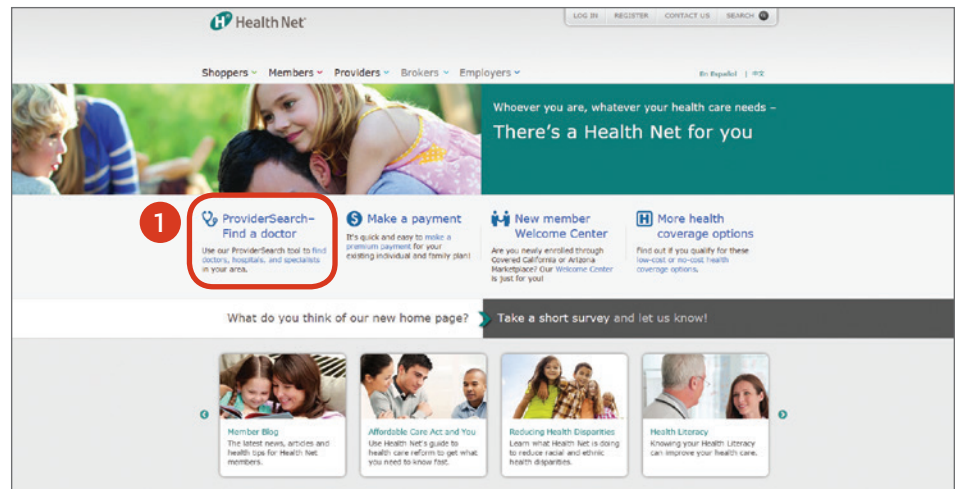 Health Net
LOG IN REGISTER CONTACT US SEARCH
Shoppers Members Providers Brokers Employers
En Español | 中文
Whoever you are, whatever your health care needs –
There's a Health Net for you
1
ProviderSearch–
Find a doctor
Use our ProviderSearch tool to find
doctors, hospitals, and specialists
in your area.
Make a payment
It's quick and easy to make a
premium payment for your
existing individual and family plan!
New member
Welcome Center
Are you newly enrolled through
Covered California or Arizona
Marketplace? Our Welcome Center
is just for you!
More health
coverage options
Find out if you qualify for these
low-cost or no-cost health
coverage options.
What do you think of our new home page?
Take a short survey and let us know!
Member Blog
The latest news, articles and
health tips for Health Net
members.
Affordable Care Act and You
Use Health Net's guide to
health care reform to get what
you need to know fast.
Reducing Health Disparities
Learn what Health Net is doing
to reduce racial and ethnic
health disparities.
Health Literacy
Knowing your Health Literacy
can improve your health care.